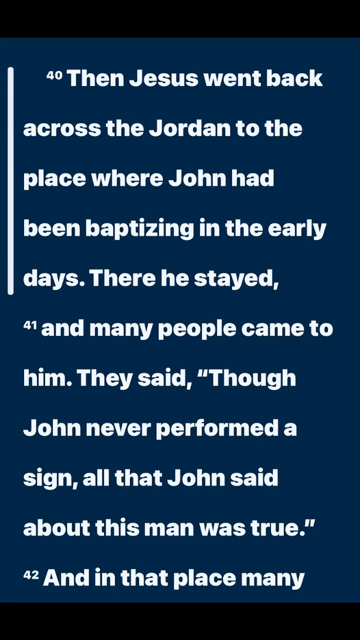 40 Then Jesus went back
across the Jordan to the
place where John had
been baptizing in the early
days. There he stayed,
41 and many people came to
him. They said, “Though
John never performed a
sign, all that John said
about this man was true.”
42 And in that place many